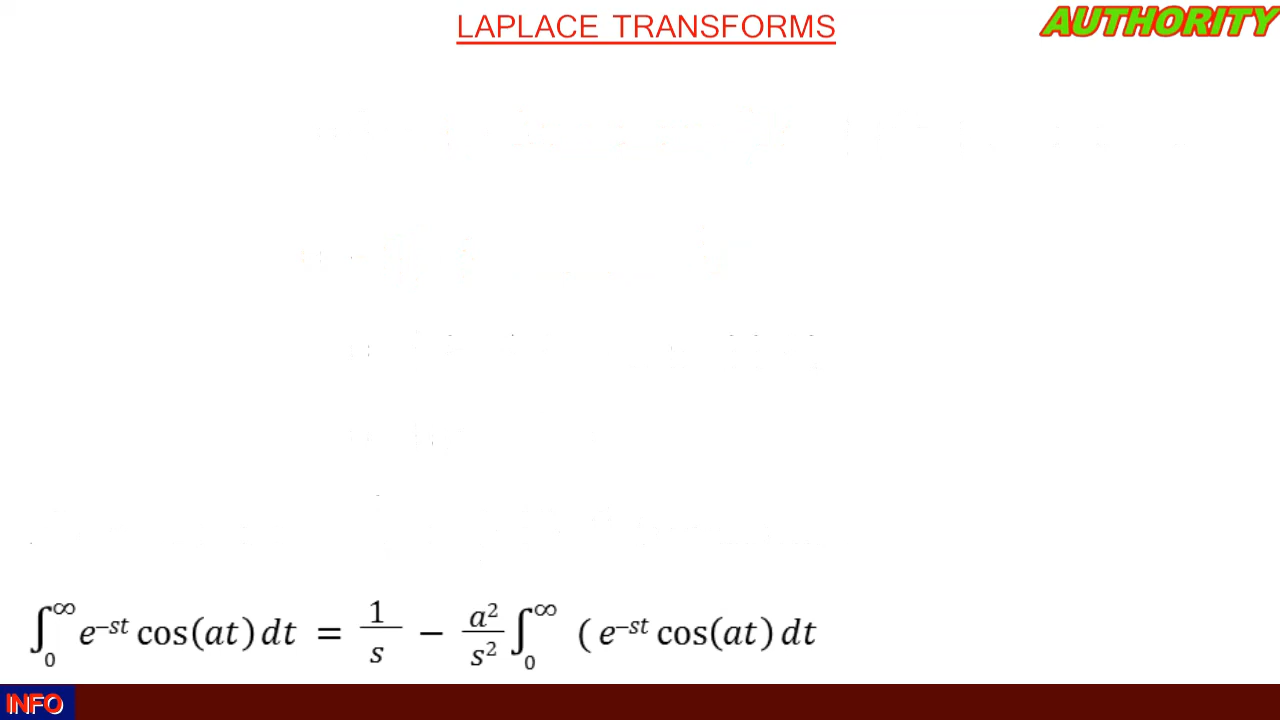 LAPLACE TRANSFORMS
AUTHORITY
∫₀^∞ e^–st cos(at) dt = 1/s − a²/s² ∫₀^∞ (e^–st cos(at) dt
INFO